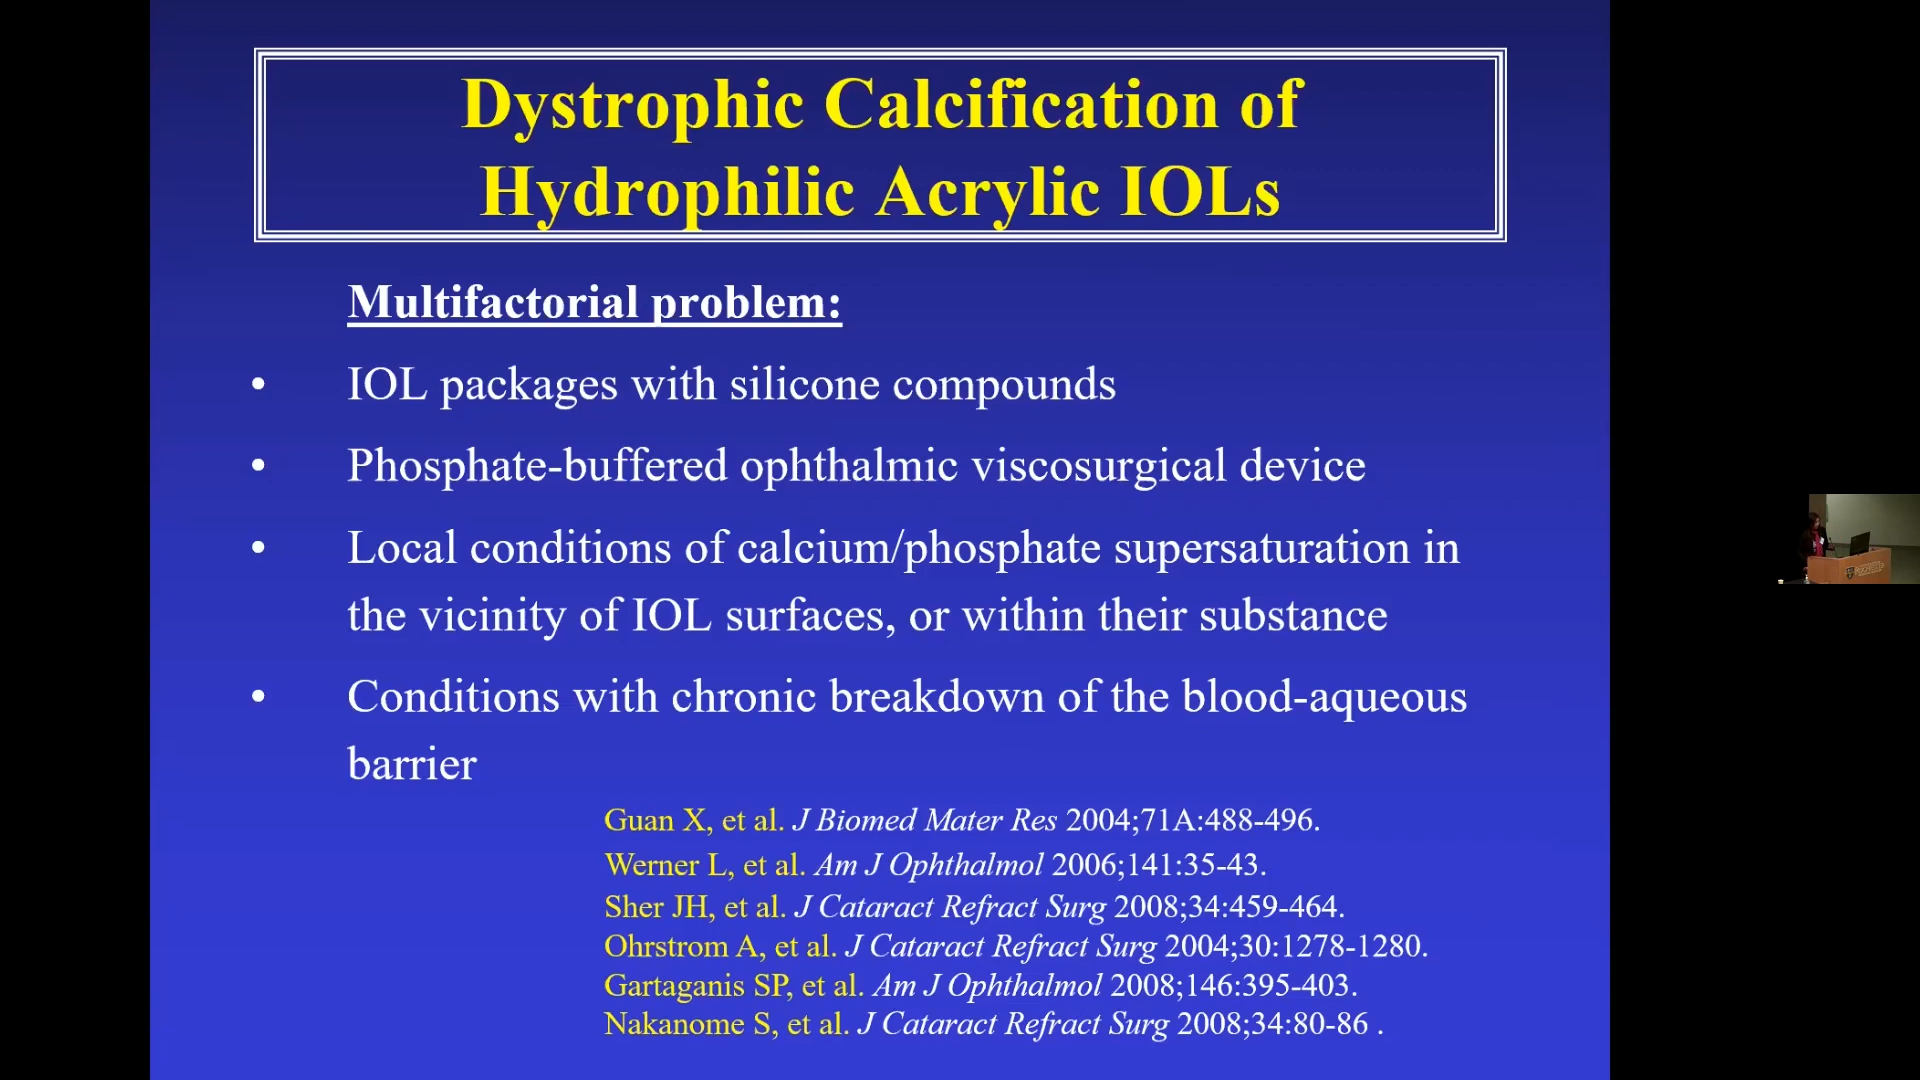 Dystrophic Calcification of
Hydrophilic Acrylic IOLs
Multifactorial problem:
• IOL packages with silicone compounds
• Phosphate-buffered ophthalmic viscosurgical device
• Local conditions of calcium/phosphate supersaturation in
the vicinity of IOL surfaces, or within their substance
• Conditions with chronic breakdown of the blood-aqueous
barrier
Guan X, et al. J Biomed Mater Res 2004;71A:488-496.
Werner L, et al. Am J Ophthalmol 2006;141:35-43.
Sher JH, et al. J Cataract Refract Surg 2008;34:459-464.
Ohrstrom A, et al. J Cataract Refract Surg 2004;30:1278-1280.
Gartaganis SP, et al. Am J Ophthalmol 2008;146:395-403.
Nakanome S, et al. J Cataract Refract Surg 2008;34:80-86 .